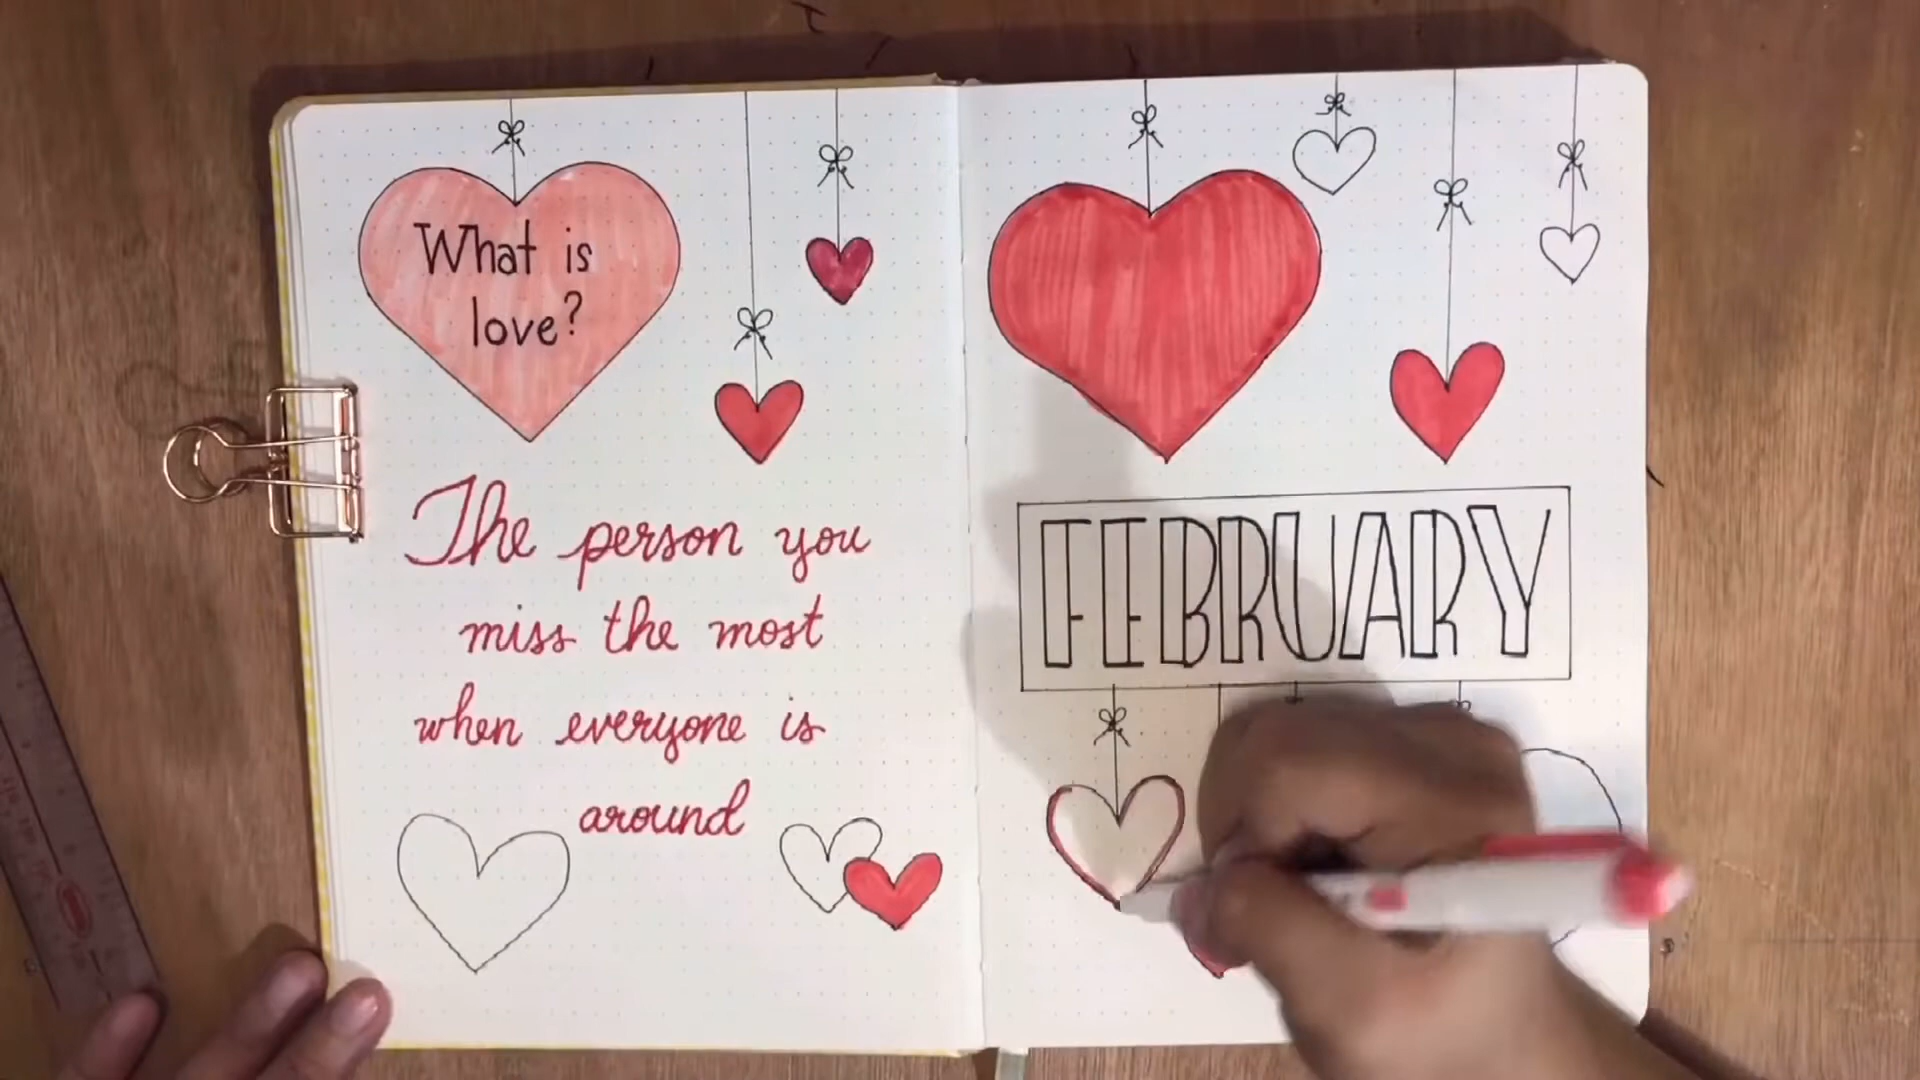 What is
love?
The person you
miss the most
when everyone is
around
FEBRUARY